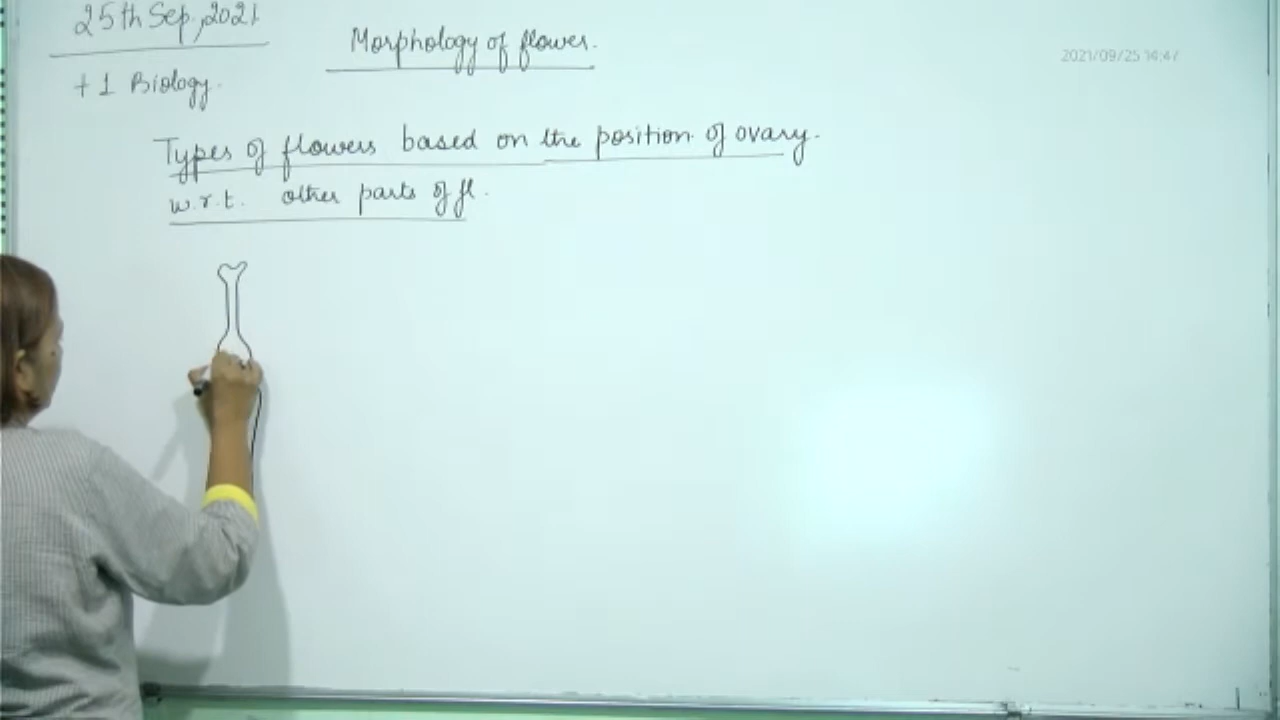 25th Sep, 2021
Morphology of flower.
2021/09/25 14:47
+1 Biology.
Types of flowers based on the position of ovary.
w.r.t. other parts of fl.